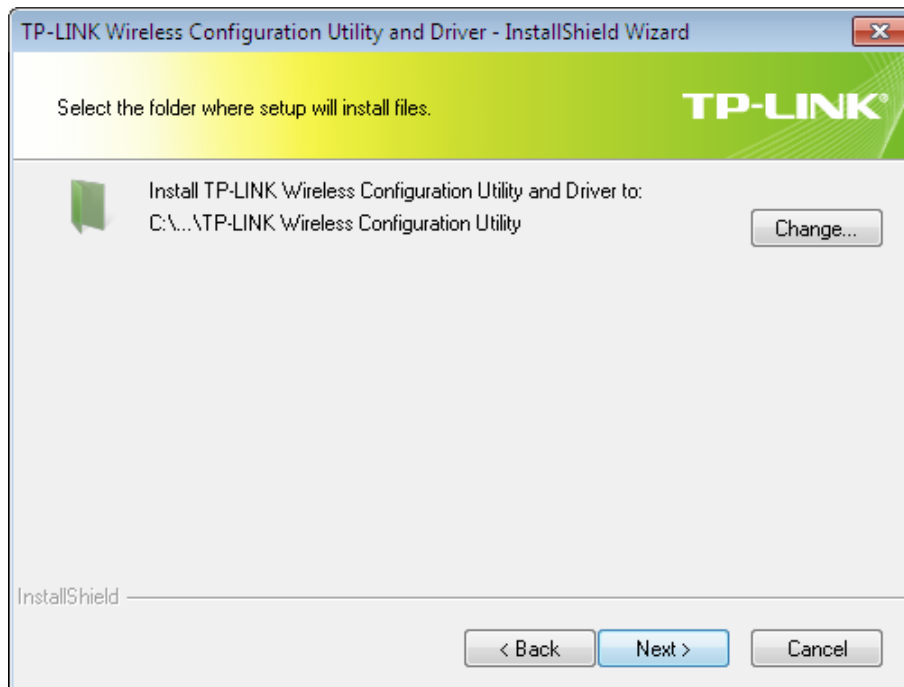 TP-LINK Wireless Configuration Utility and Driver - InstallShield Wizard
Select the folder where setup will install files.
TP-LINK®
Install TP-LINK Wireless Configuration Utility and Driver to:
C:\...\TP-LINK Wireless Configuration Utility
Change...
InstallShield
< Back
Next >
Cancel